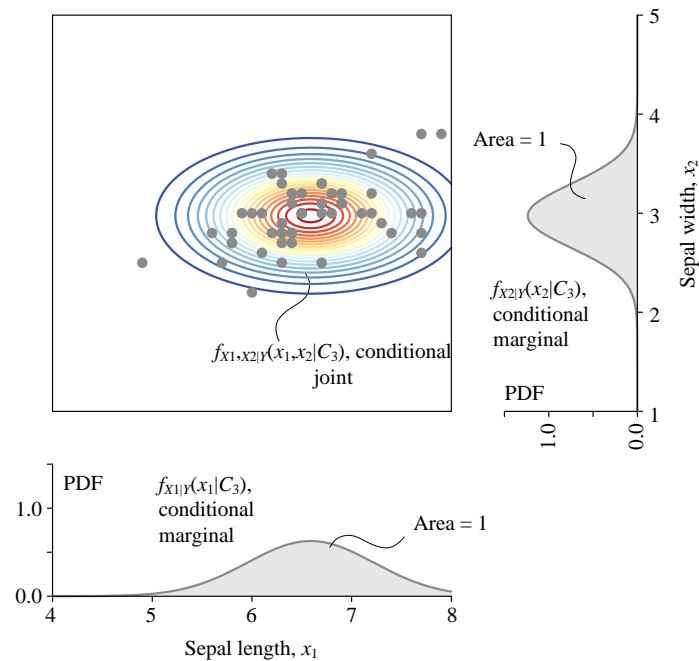 5
4
Area = 1
3
Sepal width, x₂
f_{X2|Y}(x₂|C₃),
conditional
marginal
2
f_{X1,X2|Y}(x₁,x₂|C₃), conditional
joint
PDF
1
1.0
0.0
PDF
f_{X1|Y}(x₁|C₃),
conditional
marginal
1.0
Area = 1
0.0
4
5
6
7
8
Sepal length, x₁